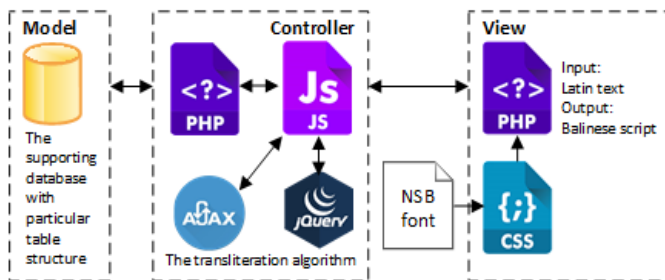 Model
The
supporting
database
with
particular
table
structure
Controller
<?>
PHP
Js
JS
AJAX
jQuery
The transliteration algorithm
View
<?>
PHP
Input:
Latin text
Output:
Balinese script
NSB
font
{;}
CSS